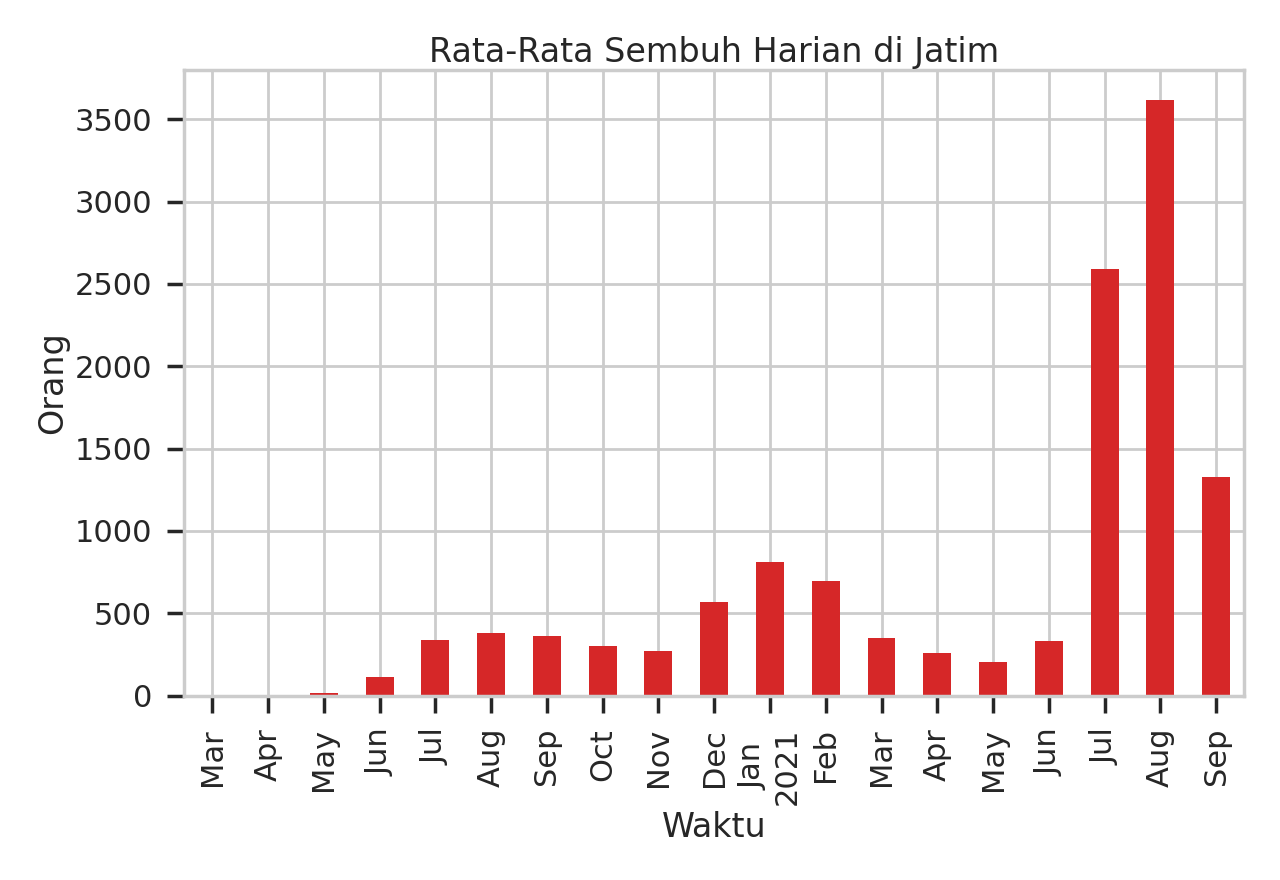 Rata-Rata Sembuh Harian di Jatim
3500
3000
2500
2000
1500
1000
500
0
Orang
Mar
Apr
May
Jun
Jul
Aug
Sep
Oct
Nov
Dec
Jan
2021
Feb
Mar
Apr
May
Jun
Jul
Aug
Sep
Waktu